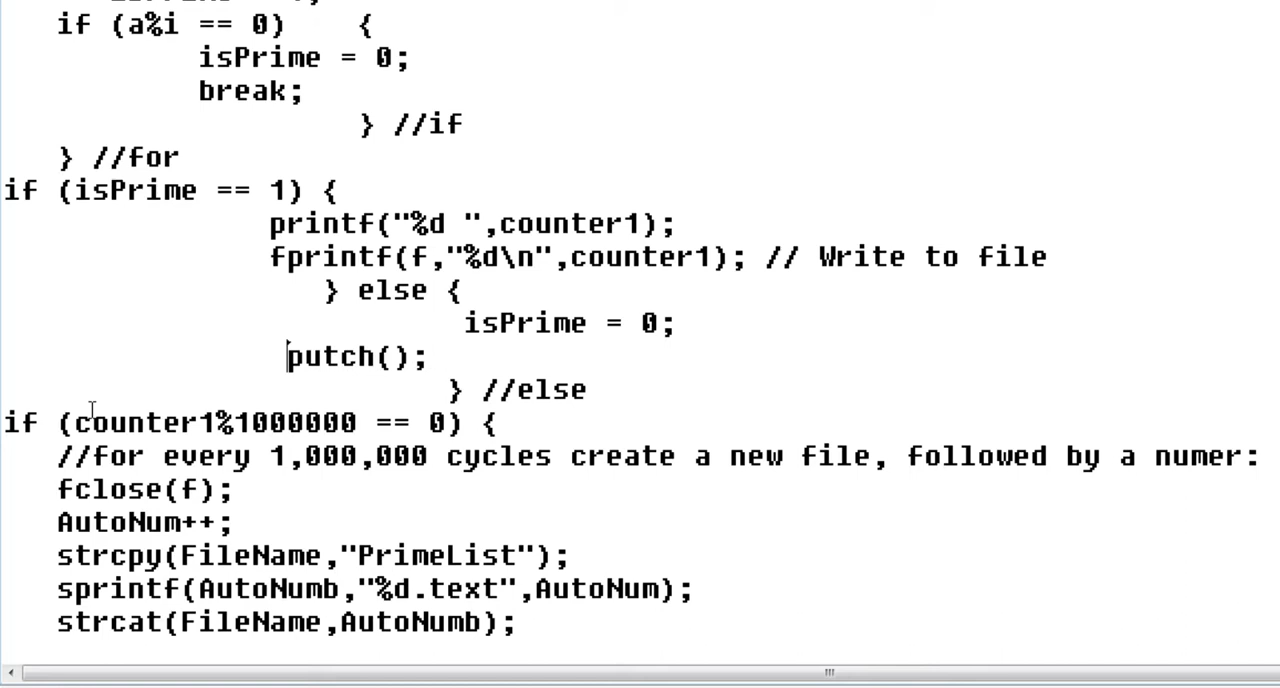 if (a%i == 0) {
isPrime = 0;
break;
} //if
} //for
if (isPrime == 1) {
printf("%d ",counter1);
fprintf(f,"%d\n",counter1); // Write to file
} else {
isPrime = 0;
putch();
} //else
if (counter1%1000000 == 0) {
//for every 1,000,000 cycles create a new file, followed by a numer:
fclose(f);
AutoNum++;
strcpy(FileName,"PrimeList");
sprintf(AutoNumb,"%d.text",AutoNum);
strcat(FileName,AutoNumb);